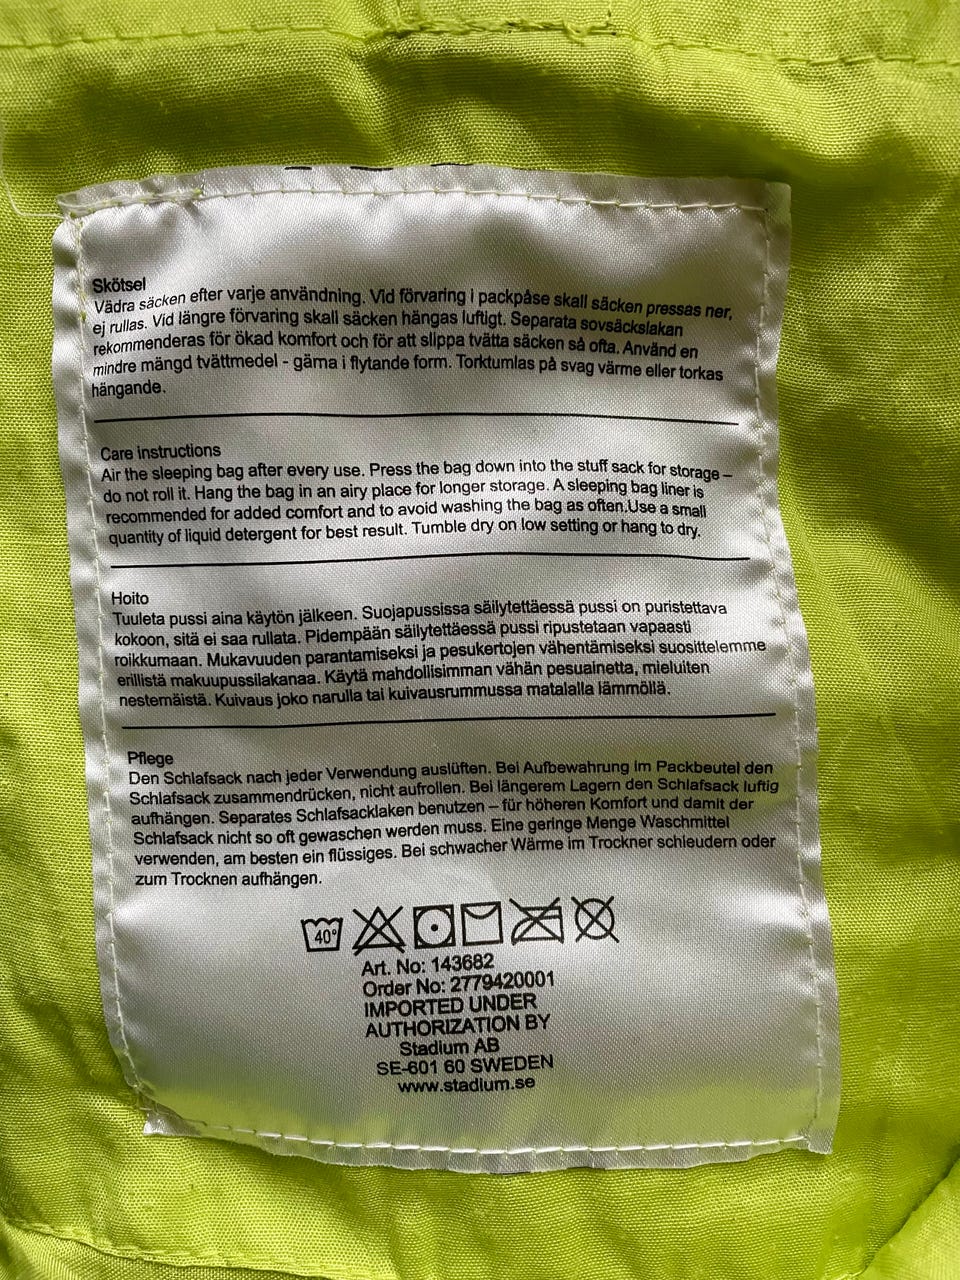 Skötsel
Vädra säcken efter varje användning. Vid förvaring i packpåse skall säcken pressas ner,
ej rullas. Vid längre förvaring skall säcken hängas luftigt. Separata sovsäckslakan
rekommenderas för ökad komfort och för att slippa tvätta säcken så ofta. Använd en
mindre mängd tvättmedel - gärna i flytande form. Torktumlas på svag värme eller torkas
hängande.
Care instructions
Air the sleeping bag after every use. Press the bag down into the stuff sack for storage –
do not roll it. Hang the bag in an airy place for longer storage. A sleeping bag liner is
recommended for added comfort and to avoid washing the bag as often.Use a small
quantity of liquid detergent for best result. Tumble dry on low setting or hang to dry.
Hoito
Tuuleta pussi aina käytön jälkeen. Suojapussissa säilytettäessä pussi on puristettava
kokoon, sitä ei saa rullata. Pidempään säilytettäessä pussi ripustetaan vapaasti
roikkumaan. Mukavuuden parantamiseksi ja pesukertojen vähentämiseksi suosittelemme
erillistä makuupussilakanaa. Käytä mahdollisimman vähän pesuainetta, mieluiten
nestemäistä. Kuivaus joko narulla tai kuivausrummussa matalalla lämmöllä.
Pflege
Den Schlafsack nach jeder Verwendung auslüften. Bei Aufbewahrung im Packbeutel den
Schlafsack zusammendrücken, nicht aufrollen. Bei längerem Lagern den Schlafsack luftig
aufhängen. Separates Schlafsacklaken benutzen – für höheren Komfort und damit der
Schlafsack nicht so oft gewaschen werden muss. Eine geringe Menge Waschmittel
verwenden, am besten ein flüssiges. Bei schwacher Wärme im Trockner schleudern oder
zum Trocknen aufhängen.
40°
Art. No: 143682
Order No: 2779420001
IMPORTED UNDER
AUTHORIZATION BY
Stadium AB
SE-601 60 SWEDEN
www.stadium.se